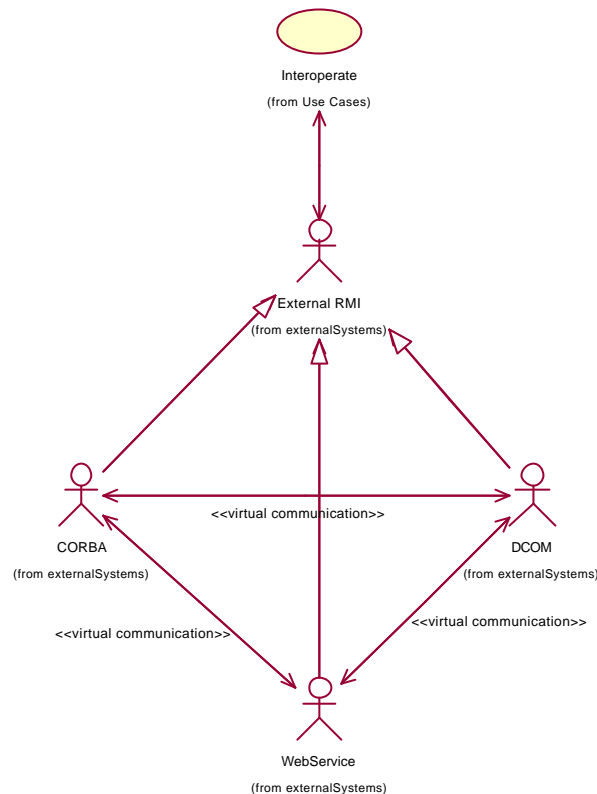 Interoperate
(from Use Cases)
External RMI
(from externalSystems)
<<virtual communication>>
CORBA
(from externalSystems)
DCOM
(from externalSystems)
<<virtual communication>>
<<virtual communication>>
WebService
(from externalSystems)